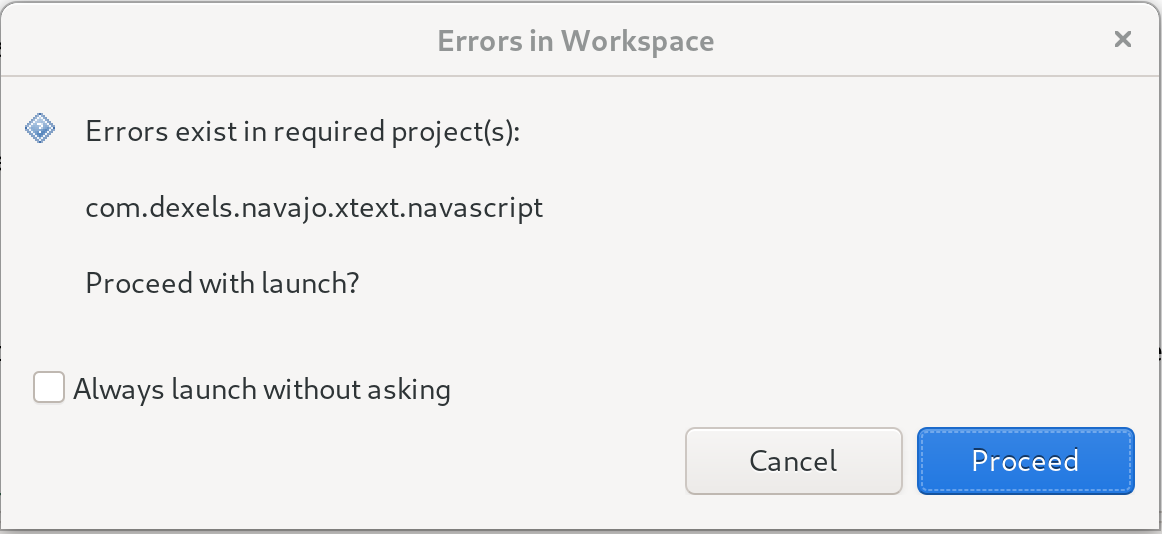 Errors in Workspace
Errors exist in required project(s):
com.dexels.navajo.xtext.navascript
Proceed with launch?
Always launch without asking
Cancel
Proceed